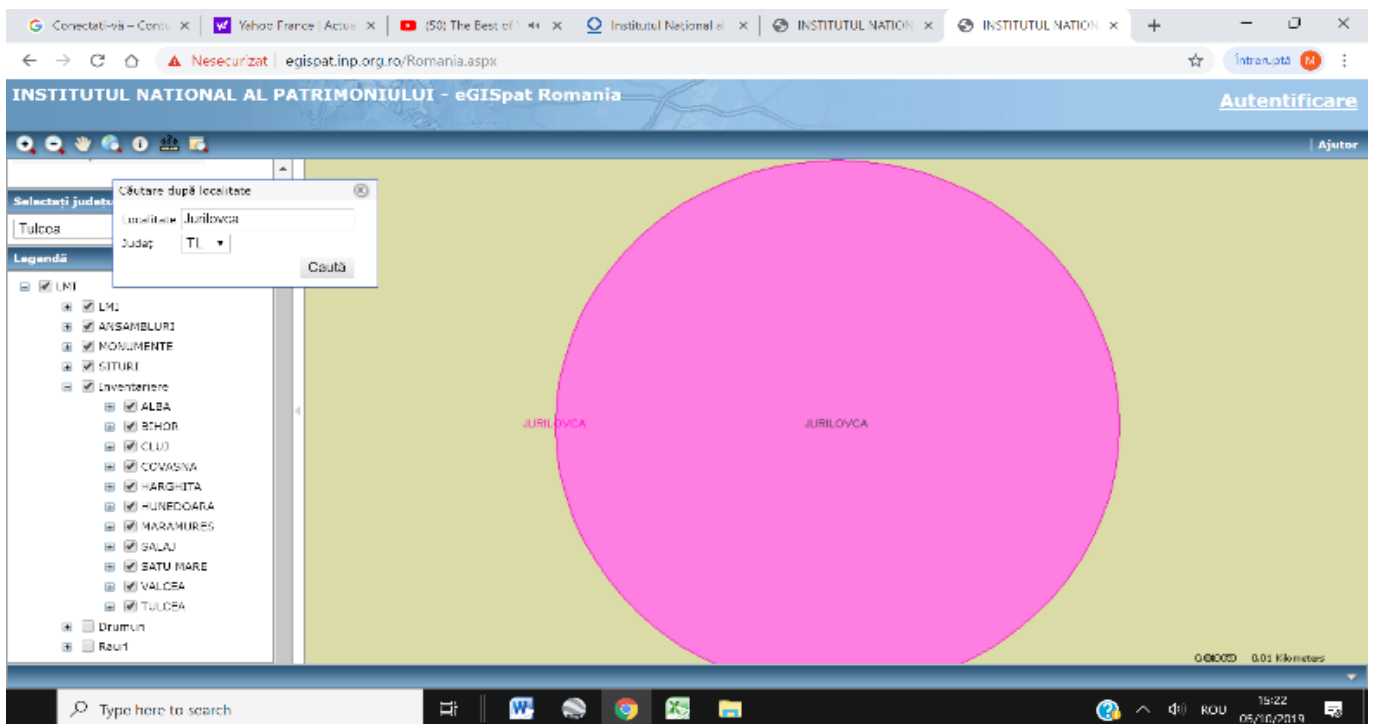 Conectați-vă – Contu
Yahoo France | Actua
(50) The Best of
Institutul Național al
INSTITUTUL NATION
INSTITUTUL NATION
Nesecurizat
egispat.inp.org.ro/Romania.aspx
Întreruptă
M
INSTITUTUL NATIONAL AL PATRIMONIULUI - eGISpat Romania
Autentificare
Ajutor
Căutare după localitate
Selectați județu
Localitate Jurilovca
Tulcea
Județ TL
Legendă
Caută
LMI
LMI
ANSAMBLURI
MONUMENTE
SITURI
Inventariere
ALBA
BIHOR
CLUJ
COVASNA
HARGHITA
HUNEDOARA
MARAMURES
SALAJ
SATU MARE
VALCEA
TULCEA
Drumuri
Rauri
JURILOVCA
JURILOVCA
0.01 Kilometers
Type here to search
ROU
15:22
05/10/2019